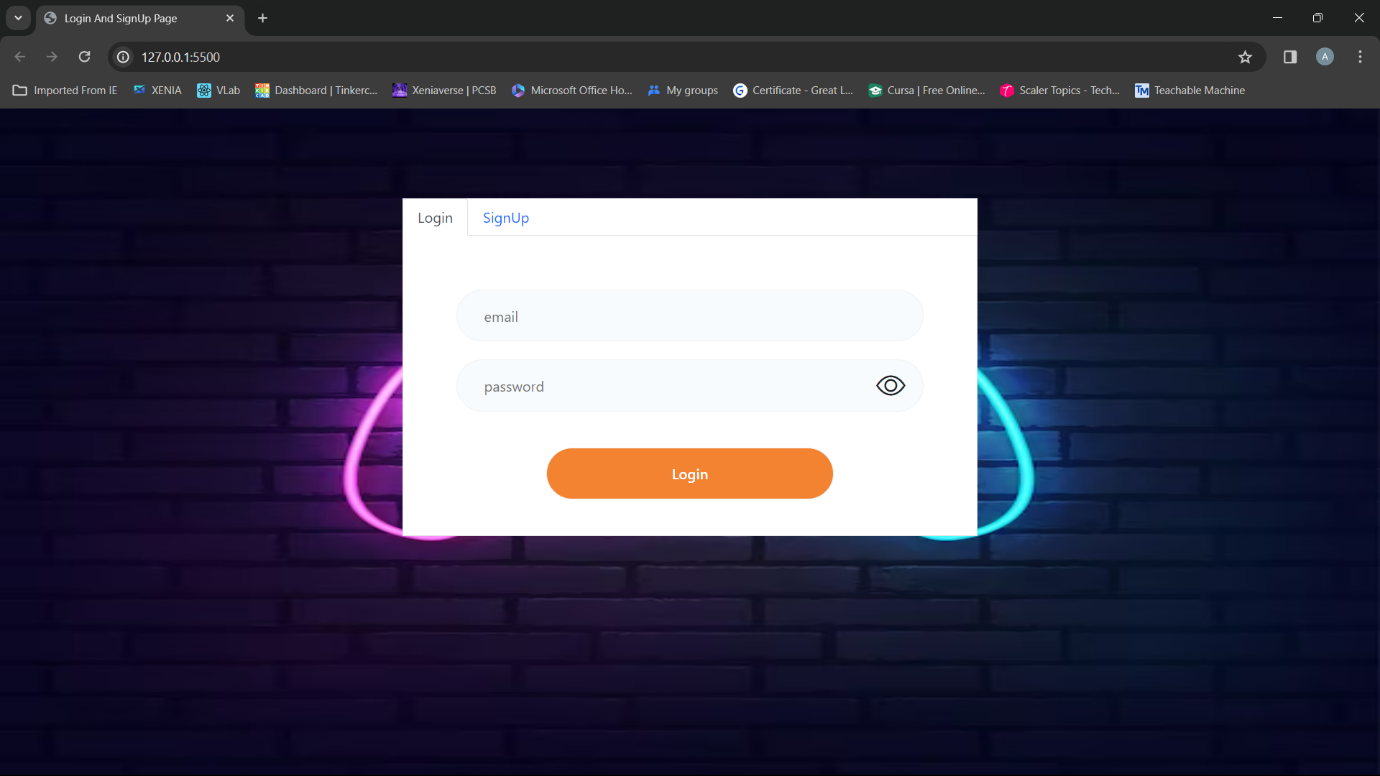 Login And SignUp Page
127.0.0.1:5500
Imported From IE XENIA VLab Dashboard | Tinkerc... Xeniaverse | PCSB Microsoft Office Ho... My groups G Certificate - Great L... Cursa | Free Online... Scaler Topics - Tech... TM Teachable Machine
A
Login SignUp
email
password
Login